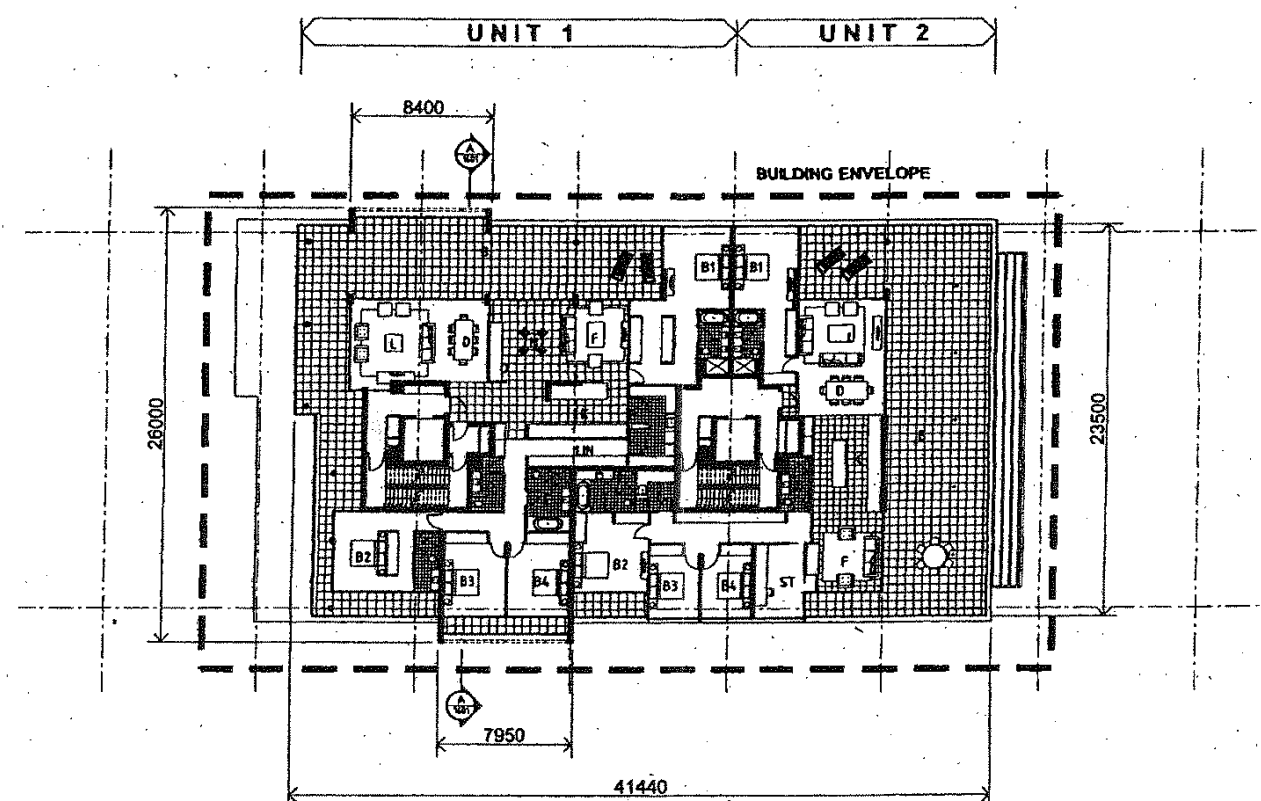 UNIT 1
UNIT 2
8400
A
BUILDING ENVELOPE
B1
B1
L
D
F
D
26000
23500
LIN
K
B2
B3
B4
B2
B3
B4
ST
F
A
7950
41440